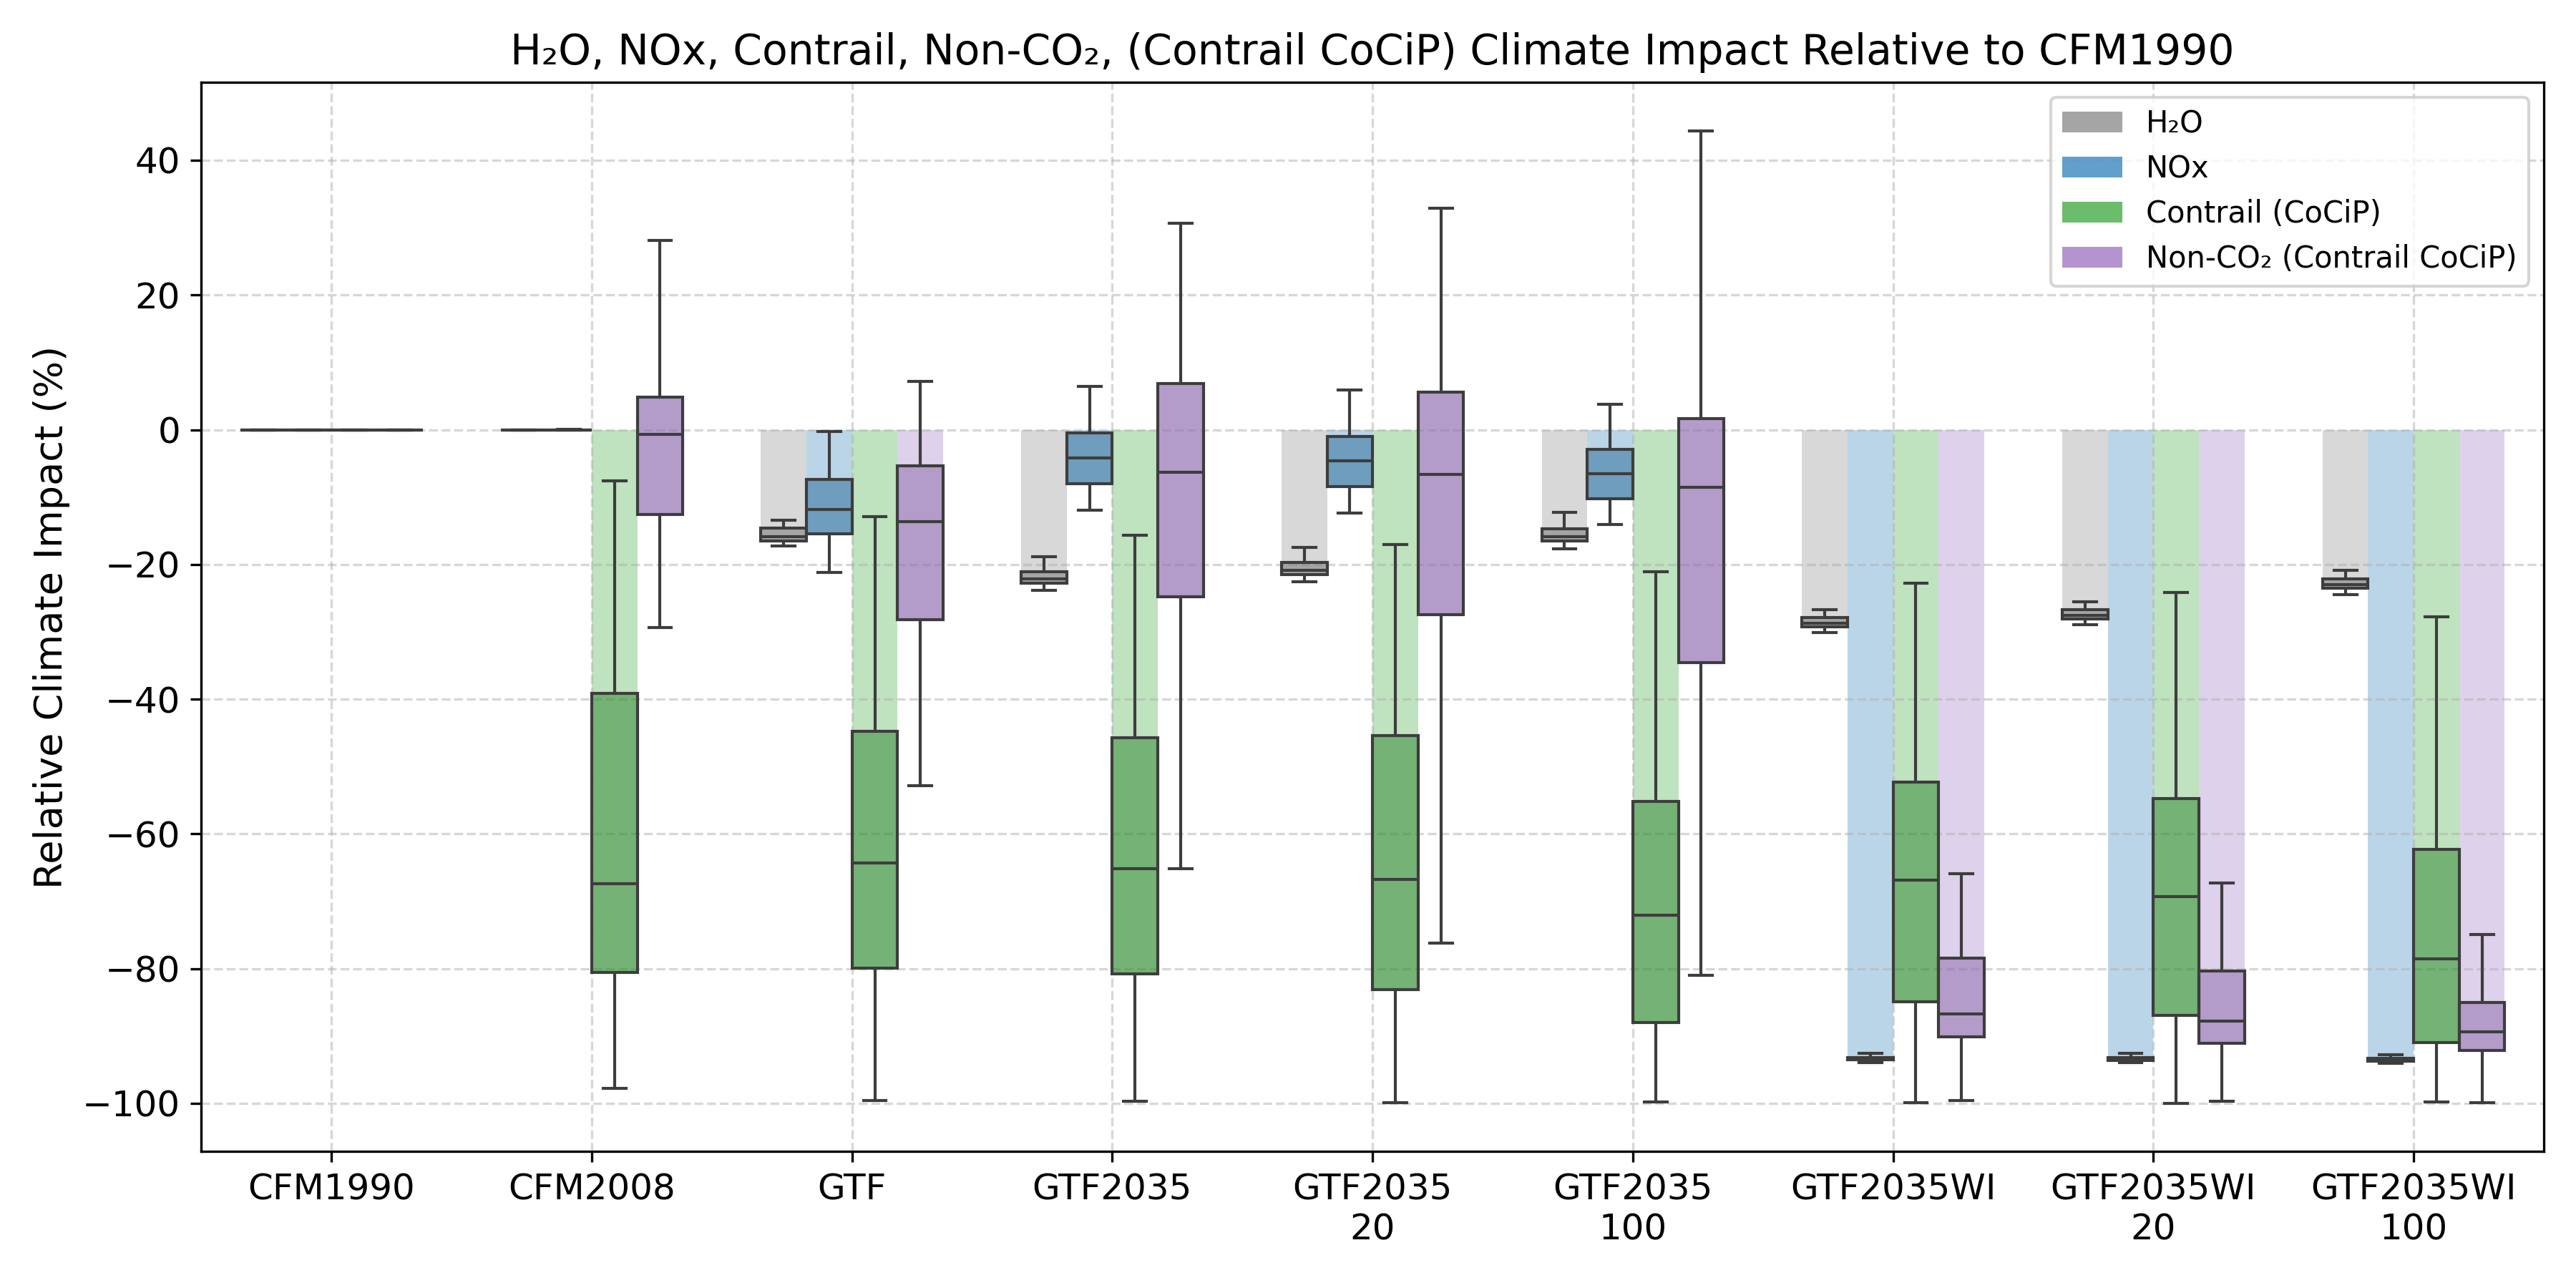 H₂O, NOx, Contrail, Non-CO₂, (Contrail CoCiP) Climate Impact Relative to CFM1990
Relative Climate Impact (%)
40
20
0
−20
−40
−60
−80
−100
H₂O
NOx
Contrail (CoCiP)
Non-CO₂ (Contrail CoCiP)
CFM1990
CFM2008
GTF
GTF2035
GTF2035
20
GTF2035
100
GTF2035WI
GTF2035WI
20
GTF2035WI
100